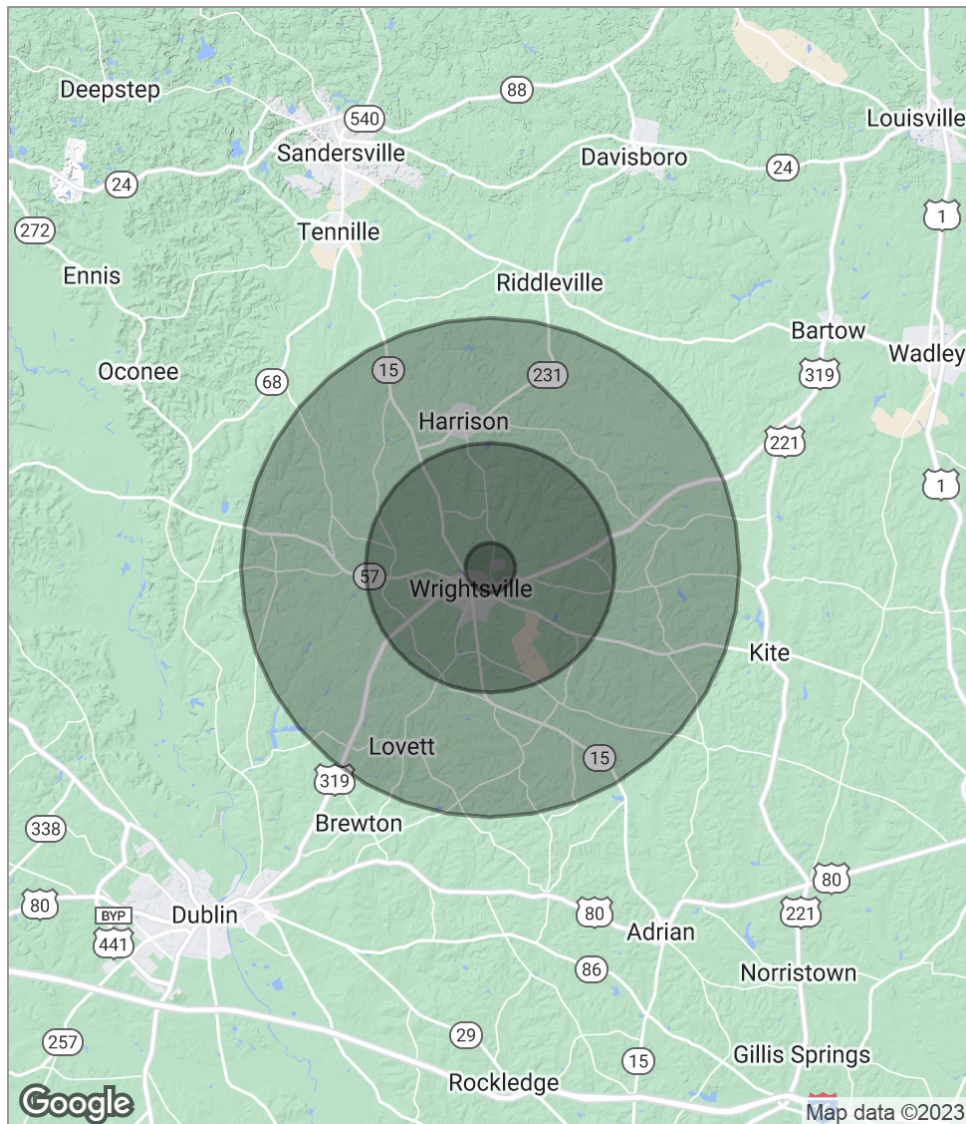 Deepstep
88
540
Louisville
Sandersville
Davisboro
24
24
272
1
Tennille
Ennis
Riddleville
Bartow
Wadley
Oconee
15
231
319
68
Harrison
221
1
57
Wrightsville
Kite
Lovett
15
319
Brewton
338
80
80
BYP
Dublin
80
221
441
Adrian
86
Norristown
29
257
15
Gillis Springs
Rockledge
Google
Map data ©2023